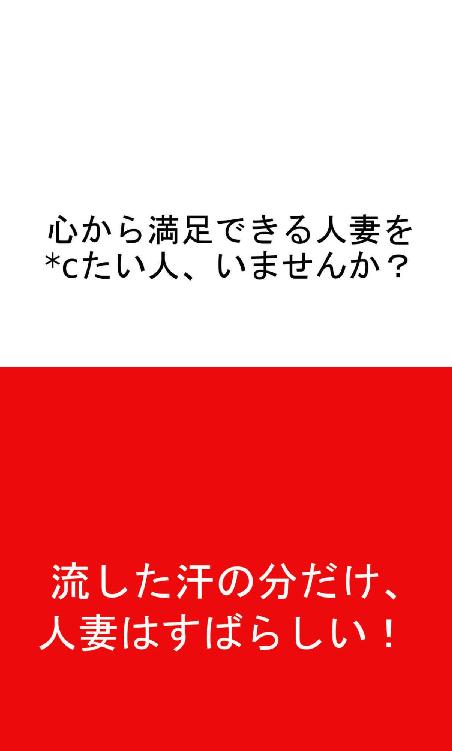 心から満足できる人妻を
*cたい人、いませんか？
流した汗の分だけ、
人妻はすばらしい！